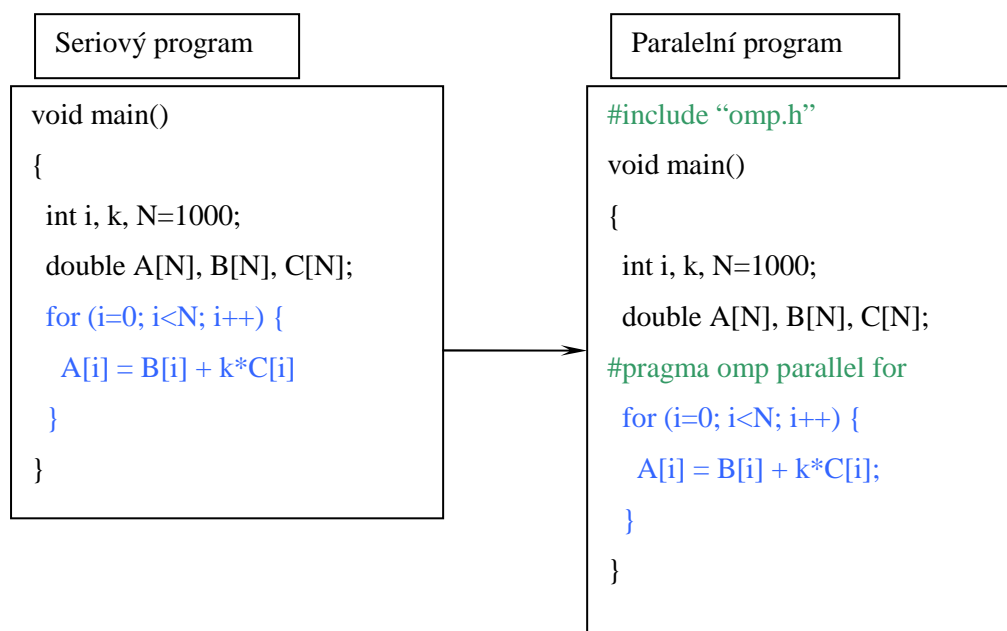 Seriový program
void main()
{
int i, k, N=1000;
double A[N], B[N], C[N];
for (i=0; i<N; i++) {
A[i] = B[i] + k*C[i]
}
}
Paralelní program
#include “omp.h”
void main()
{
int i, k, N=1000;
double A[N], B[N], C[N];
#pragma omp parallel for
for (i=0; i<N; i++) {
A[i] = B[i] + k*C[i];
}
}